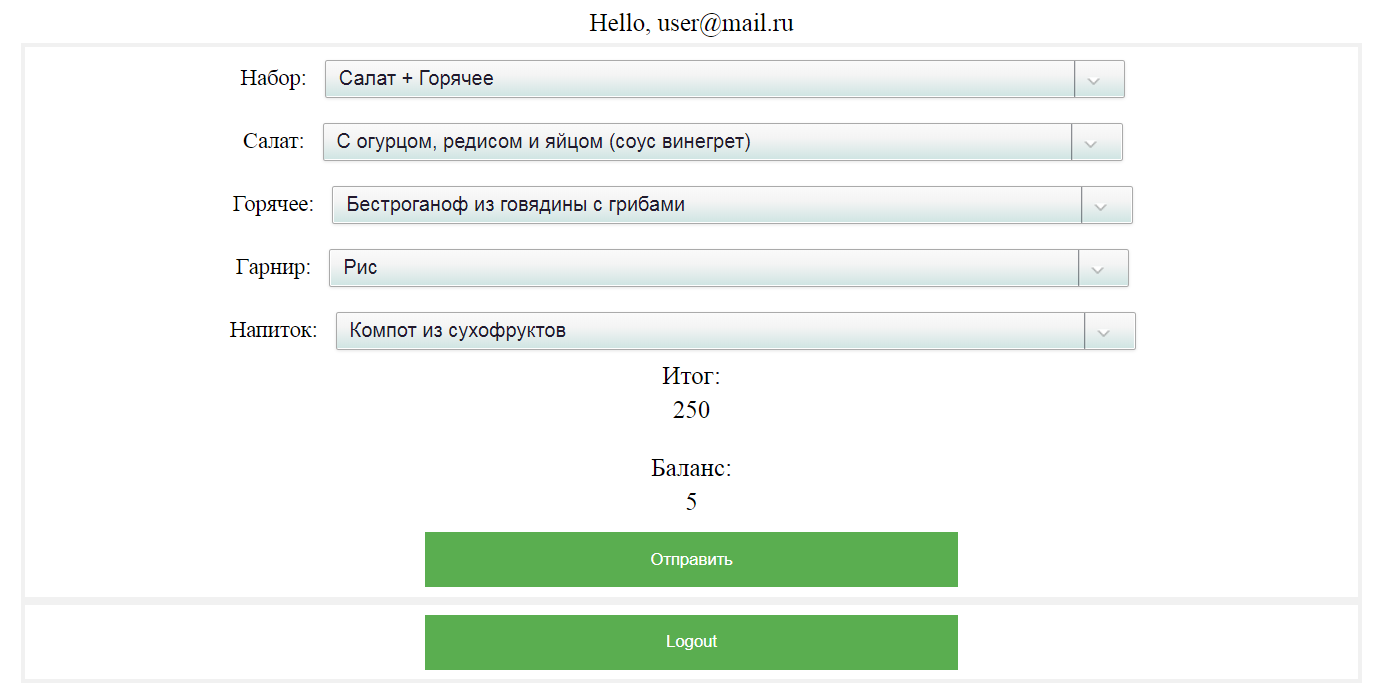 Hello, user@mail.ru
Набор: Салат + Горячее
Салат: С огурцом, редисом и яйцом (соус винегрет)
Горячее: Бестроганоф из говядины с грибами
Гарнир: Рис
Напиток: Компот из сухофруктов
Итог:
250
Баланс:
5
Отправить
Logout